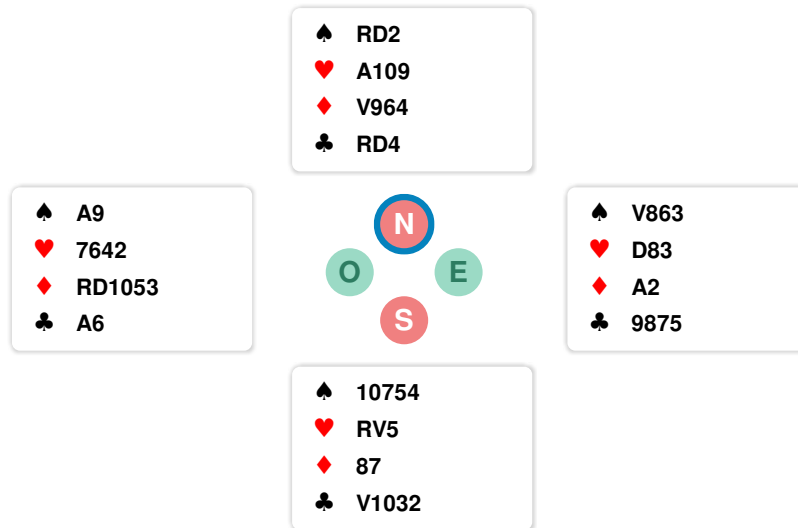 ♠ RD2
♥ A109
♦ V964
♣ RD4
♠ A9
♥ 7642
♦ RD1053
♣ A6
N
O E
S
♠ V863
♥ D83
♦ A2
♣ 9875
♠ 10754
♥ RV5
♦ 87
♣ V1032